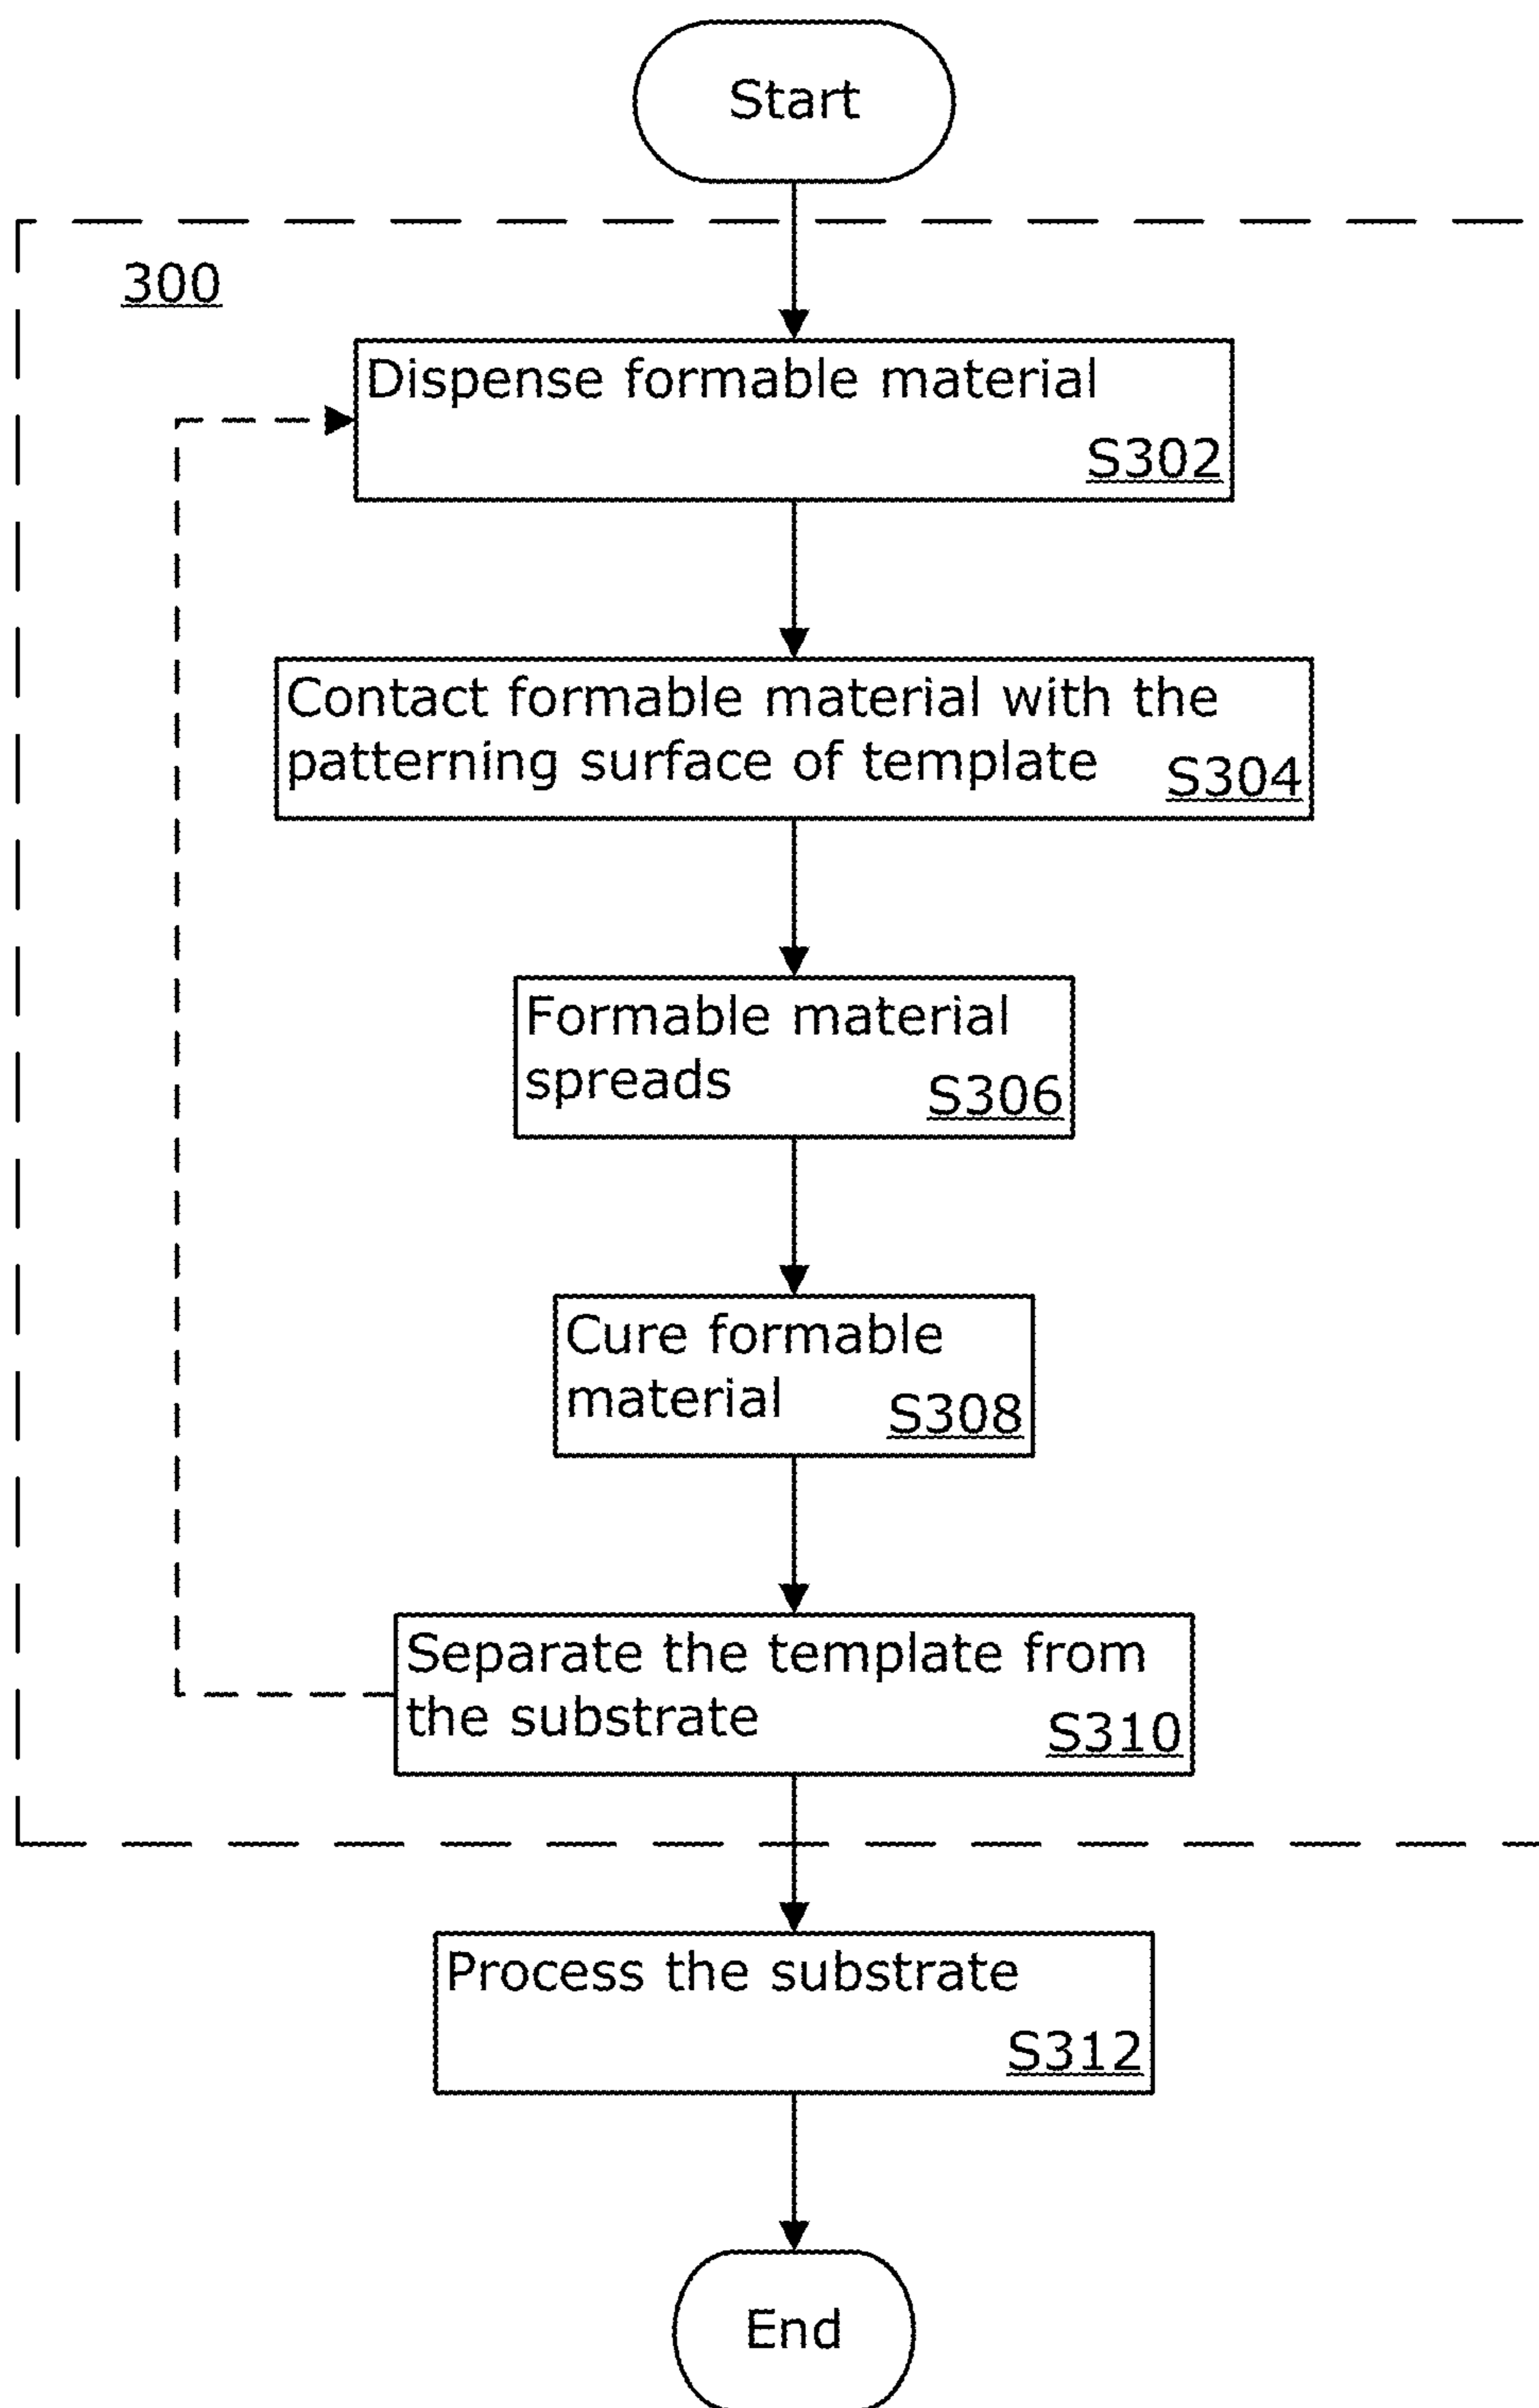 Start
300
Dispense formable material
S302
Contact formable material with the
patterning surface of template
S304
Formable material
spreads
S306
Cure formable
material
S308
Separate the template from
the substrate
S310
Process the substrate
S312
End